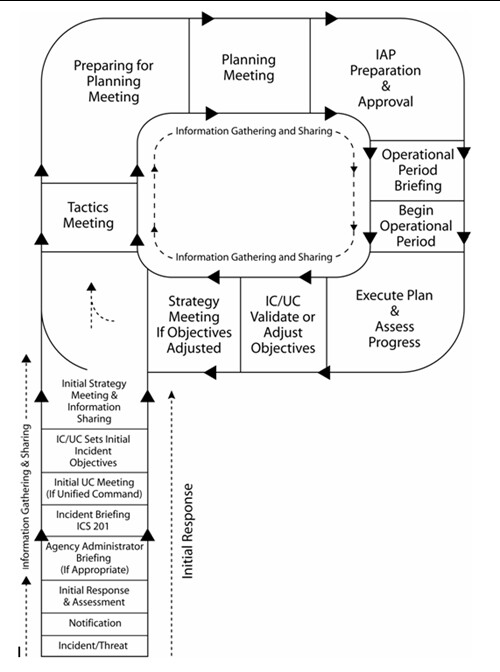 Preparing for
Planning
Meeting
Planning
Meeting
IAP
Preparation
&
Approval
Information Gathering and Sharing
Operational
Period
Briefing
Tactics
Meeting
Begin
Operational
Period
Information Gathering and Sharing
Strategy
Meeting
If Objectives
Adjusted
IC/UC
Validate or
Adjust
Objectives
Execute Plan
&
Assess
Progress
Initial Strategy
Meeting &
Information
Sharing
IC/UC Sets Initial
Incident
Objectives
Initial UC Meeting
(If Unified Command)
Incident Briefing
ICS 201
Agency Administrator
Briefing
(If Appropriate)
Initial Response
& Assessment
Notification
Incident/Threat
Information Gathering & Sharing
Initial Response